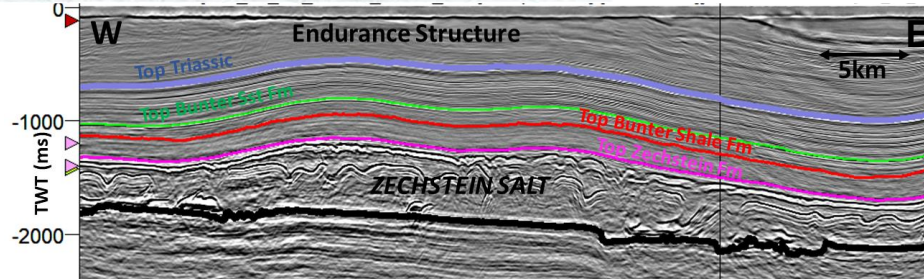 0
W
Endurance Structure
E
5km
Top Triassic
Top Bunter Sst Fm
-1000
Top Bunter Shale Fm
Top Zechstein Fm
TWT (ms)
ZECHSTEIN SALT
-2000